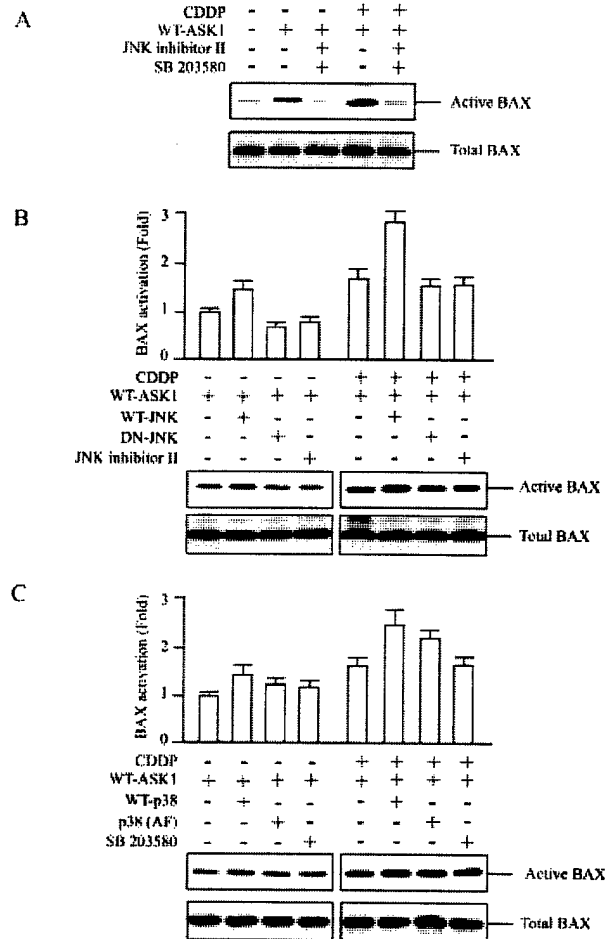 A
CDDP - - - + +
WT-ASK1 - + + + +
JNK inhibitor II - - + - +
SB 203580 - - + - +
Active BAX
Total BAX
B
BAX activation (Fold)
3
2
1
0
CDDP - - - - + + + +
WT-ASK1 + + + + + + + +
WT-JNK - + - - - + - -
DN-JNK - - + - - - + -
JNK inhibitor II - - - + - - - +
Active BAX
Total BAX
C
BAX activation (Fold)
3
2
1
0
CDDP - - - - + + + +
WT-ASK1 + + + + + + + +
WT-p38 - + - - - + - -
p38 (AF) - - + - - - + -
SB 203580 - - - + - - - +
Active BAX
Total BAX